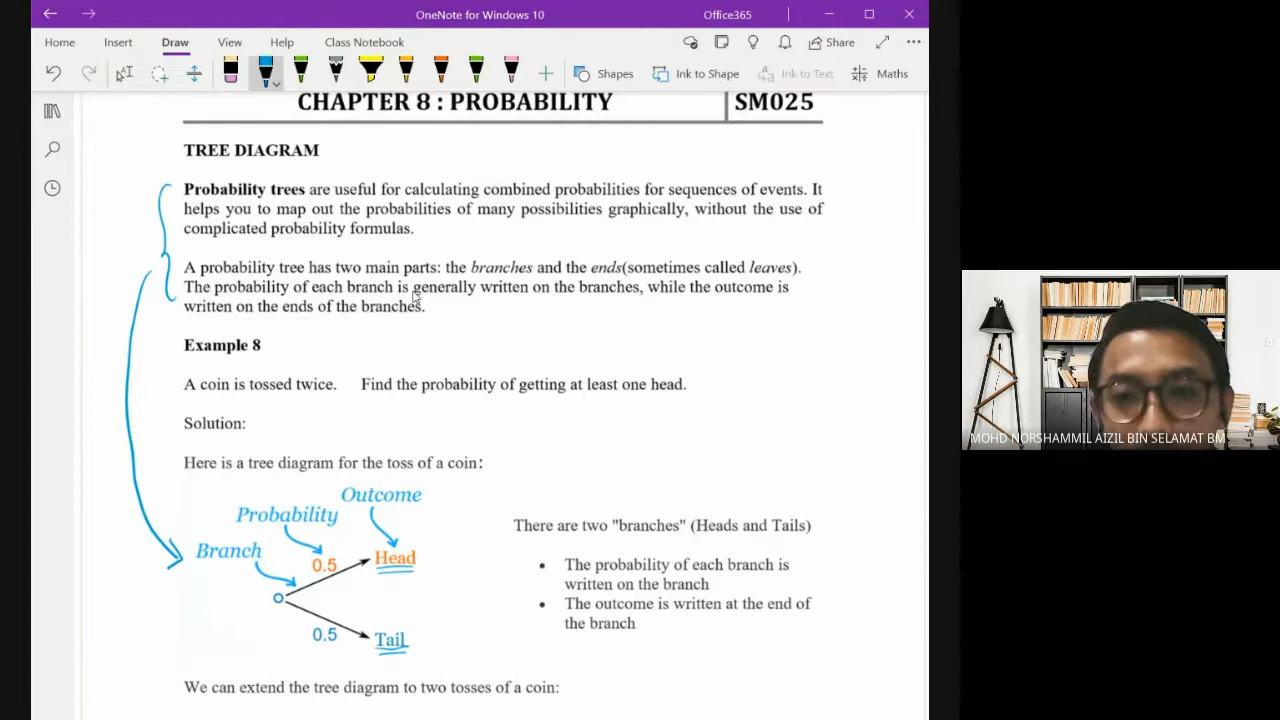 OneNote for Windows 10
Office365
Home Insert Draw View Help Class Notebook
Share
Shapes Ink to Shape Ink to Text Maths
CHAPTER 8 : PROBABILITY SM025
TREE DIAGRAM
Probability trees are useful for calculating combined probabilities for sequences of events. It
helps you to map out the probabilities of many possibilities graphically, without the use of
complicated probability formulas.
A probability tree has two main parts: the branches and the ends(sometimes called leaves).
The probability of each branch is generally written on the branches, while the outcome is
written on the ends of the branches.
Example 8
A coin is tossed twice. Find the probability of getting at least one head.
Solution:
Here is a tree diagram for the toss of a coin:
Outcome
Probability
Branch
0.5
Head
0.5
Tail
There are two "branches" (Heads and Tails)
• The probability of each branch is
written on the branch
• The outcome is written at the end of
the branch
We can extend the tree diagram to two tosses of a coin:
MOHD NORSHAMMIL AIZIL BIN SELAMAT BM